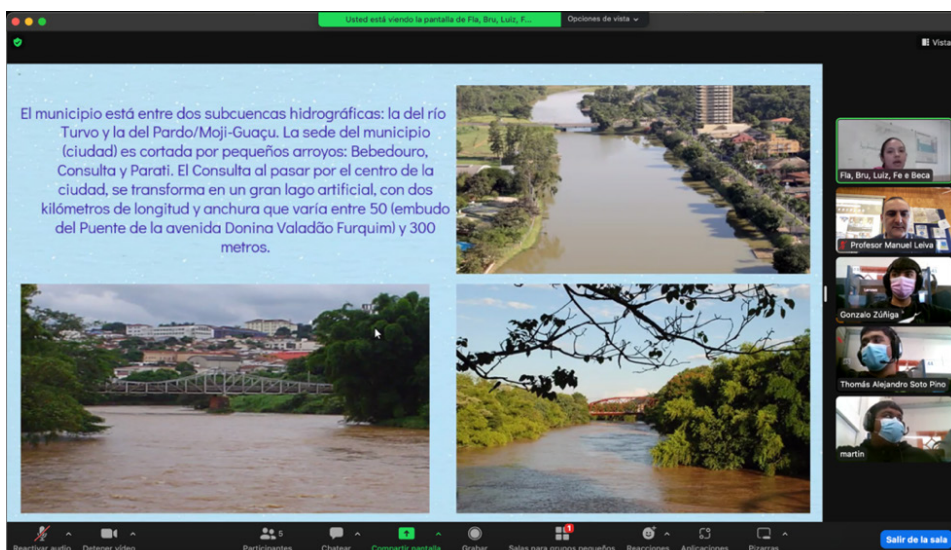 Usted está viendo la pantalla de Fla, Bru, Luiz, F...
Opciones de vista
Vista
El municipio está entre dos subcuencas hidrográficas: la del río
Turvo y la del Pardo/Moji-Guaçu. La sede del municipio
(ciudad) es cortada por pequeños arroyos: Bebedouro,
Consulta y Parati. El Consulta al pasar por el centro de la
ciudad, se transforma en un gran lago artificial, con dos
kilómetros de longitud y anchura que varía entre 50 (embudo
del Puente de la avenida Donina Valadão Furquim) y 300
metros.
Fla, Bru, Luiz, Fe e Beca
Profesor Manuel Leiva
Gonzalo Zúñiga
Thomás Alejandro Soto Pino
martin
5
1
Reactivar audio
Detener video
Participantes
Chatear
Compartir pantalla
Grabar
Salas para grupos pequeños
Reacciones
Aplicaciones
Pizarras
Salir de la sala